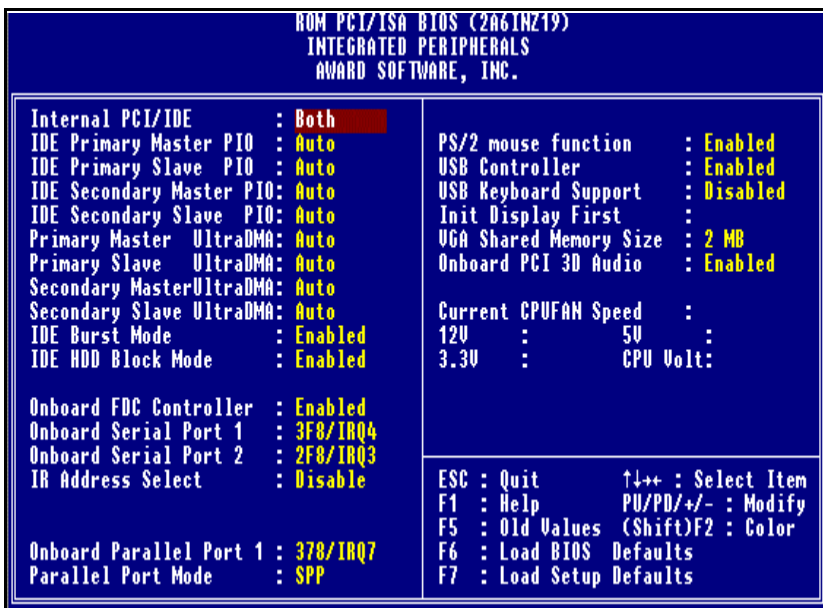 ROM PCI/ISA BIOS (2A6INZ19)
INTEGRATED PERIPHERALS
AWARD SOFTWARE, INC.
Internal PCI/IDE : Both
IDE Primary Master PIO : Auto
IDE Primary Slave PIO : Auto
IDE Secondary Master PIO: Auto
IDE Secondary Slave PIO: Auto
Primary Master UltraDMA: Auto
Primary Slave UltraDMA: Auto
Secondary MasterUltraDMA: Auto
Secondary Slave UltraDMA: Auto
IDE Burst Mode : Enabled
IDE HDD Block Mode : Enabled
Onboard FDC Controller : Enabled
Onboard Serial Port 1 : 3F8/IRQ4
Onboard Serial Port 2 : 2F8/IRQ3
IR Address Select : Disable
Onboard Parallel Port 1 : 378/IRQ7
Parallel Port Mode : SPP
PS/2 mouse function : Enabled
USB Controller : Enabled
USB Keyboard Support : Disabled
Init Display First :
VGA Shared Memory Size : 2 MB
Onboard PCI 3D Audio : Enabled
Current CPUFAN Speed :
12V : 5V :
3.3V : CPU Volt:
ESC : Quit ↑↓→← : Select Item
F1 : Help PU/PD/+/- : Modify
F5 : Old Values (Shift)F2 : Color
F6 : Load BIOS Defaults
F7 : Load Setup Defaults